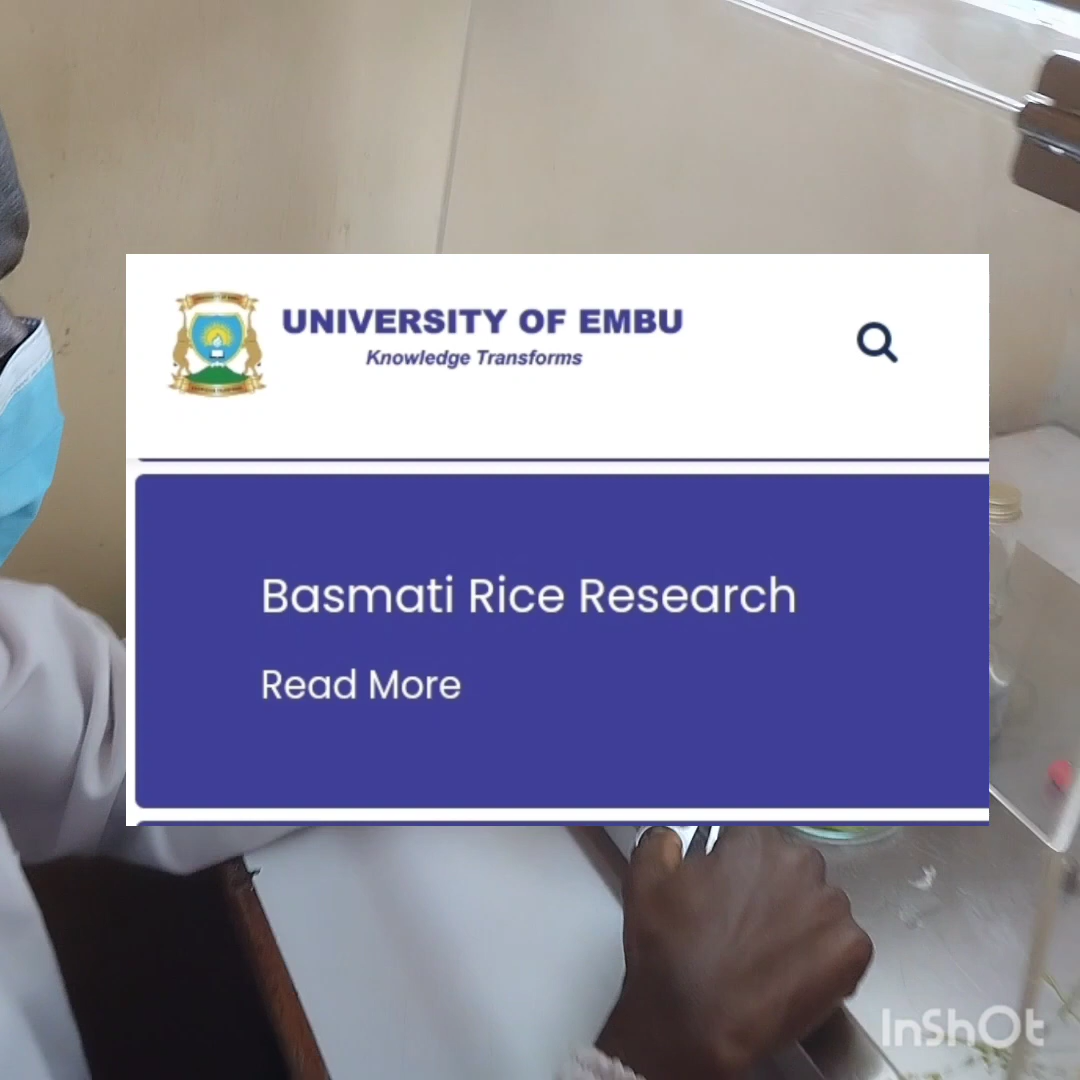 UNIVERSITY OF EMBU
Knowledge Transforms
Basmati Rice Research
Read More
InShOt